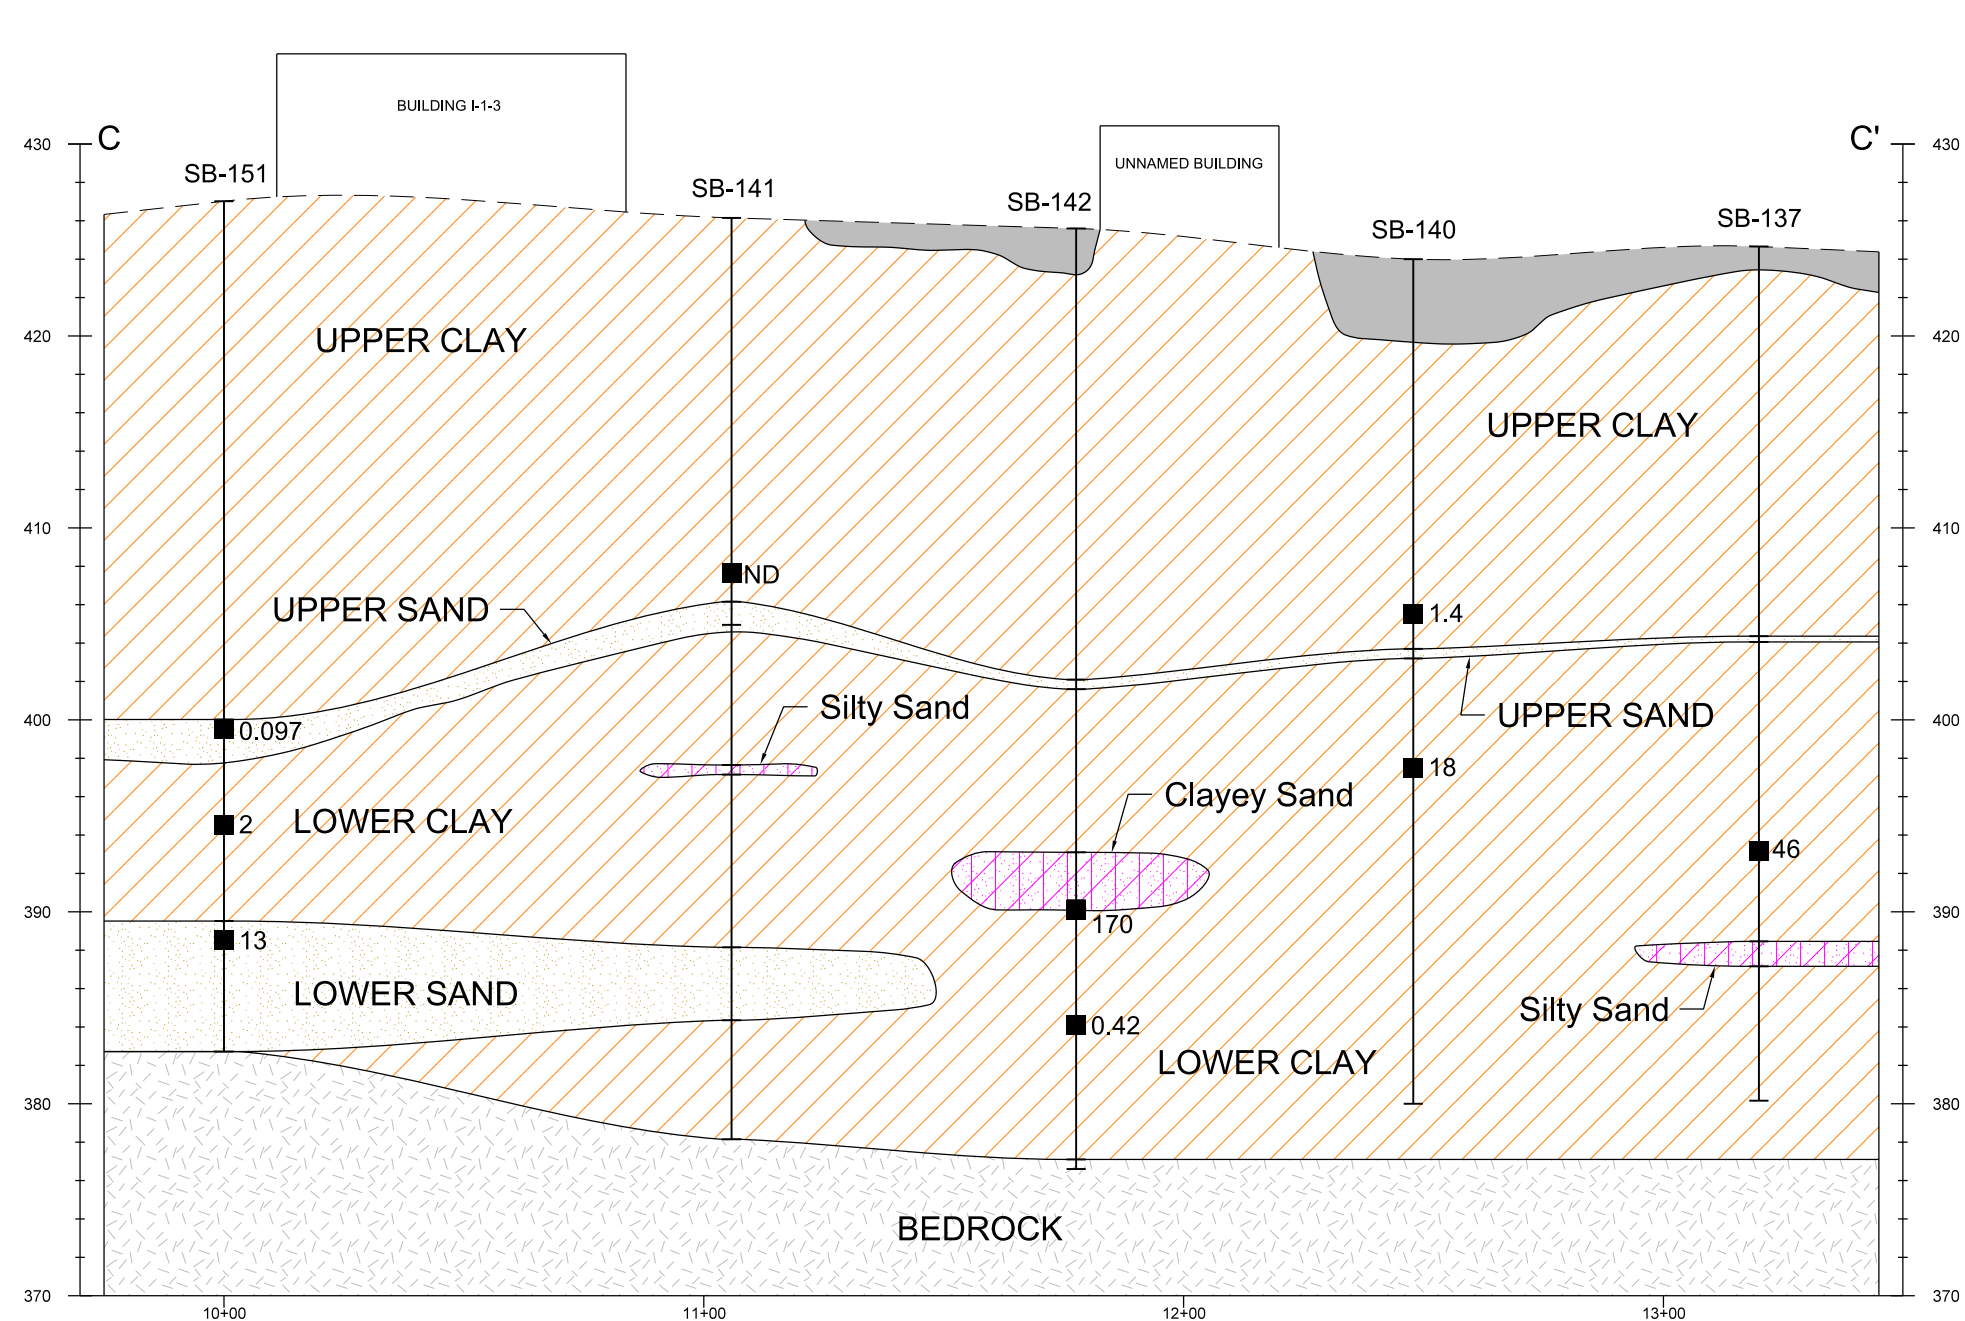 BUILDING I-1-3
C
C'
430
430
UNNAMED BUILDING
SB-151
SB-141
SB-142
SB-137
SB-140
UPPER CLAY
420
420
UPPER CLAY
410
410
ND
UPPER SAND
1.4
Silty Sand
UPPER SAND
400
400
0.097
18
Clayey Sand
LOWER CLAY
2
46
390
390
170
13
LOWER SAND
Silty Sand
0.42
LOWER CLAY
380
380
BEDROCK
370
370
10+00
11+00
12+00
13+00